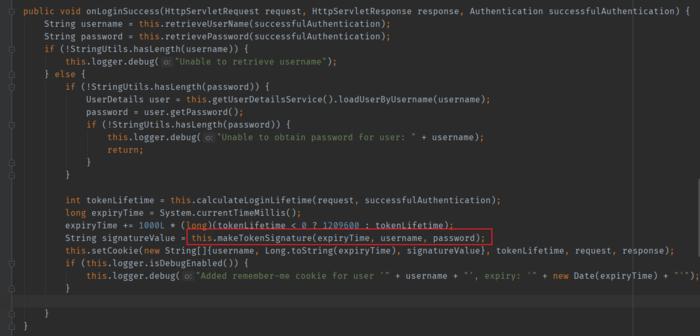 public void onLoginSuccess(HttpServletRequest request, HttpServletResponse response, Authentication successfulAuthentication) {
String username = this.retrieveUserName(successfulAuthentication);
String password = this.retrievePassword(successfulAuthentication);
if (!StringUtils.hasLength(username)) {
this.logger.debug( o: "Unable to retrieve username");
} else {
if (!StringUtils.hasLength(password)) {
UserDetails user = this.getUserDetailsService().loadUserByUsername(username);
password = user.getPassword();
if (!StringUtils.hasLength(password)) {
this.logger.debug( o: "Unable to obtain password for user: " + username);
return;
}
}
int tokenLifetime = this.calculateLoginLifetime(request, successfulAuthentication);
long expiryTime = System.currentTimeMillis();
expiryTime += 1000L * (long)(tokenLifetime < 0 ? 1209600 : tokenLifetime);
String signatureValue = this.makeTokenSignature(expiryTime, username, password);
this.setCookie(new String[]{username, Long.toString(expiryTime), signatureValue}, tokenLifetime, request, response);
if (this.logger.isDebugEnabled()) {
this.logger.debug( o: "Added remember-me cookie for user '" + username + "', expiry: '" + new Date(expiryTime) + "'");
}
}
}